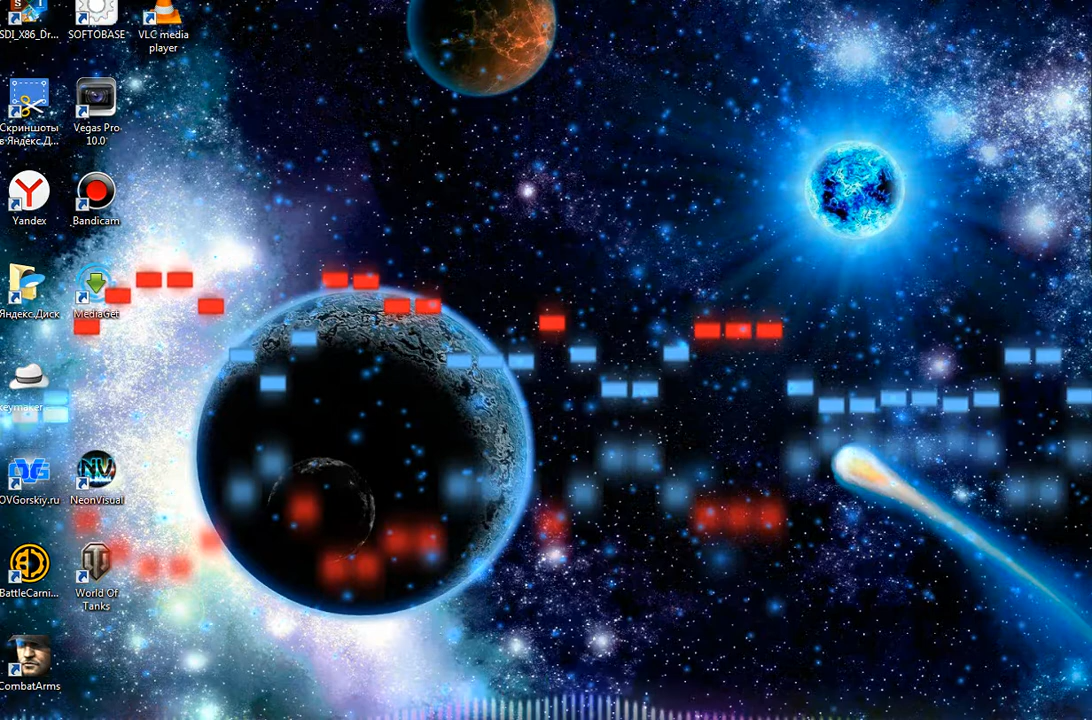 SDI_X86_Dr...
SOFTOBASE
VLC media
player
Скриншоты
в Яндекс.Д...
Vegas Pro
10.0
Yandex
Bandicam
Яндекс.Диск
MediaGet
keymaker
OVGorskiy.ru
NeonVisual
BattleCarni...
World Of
Tanks
CombatArms